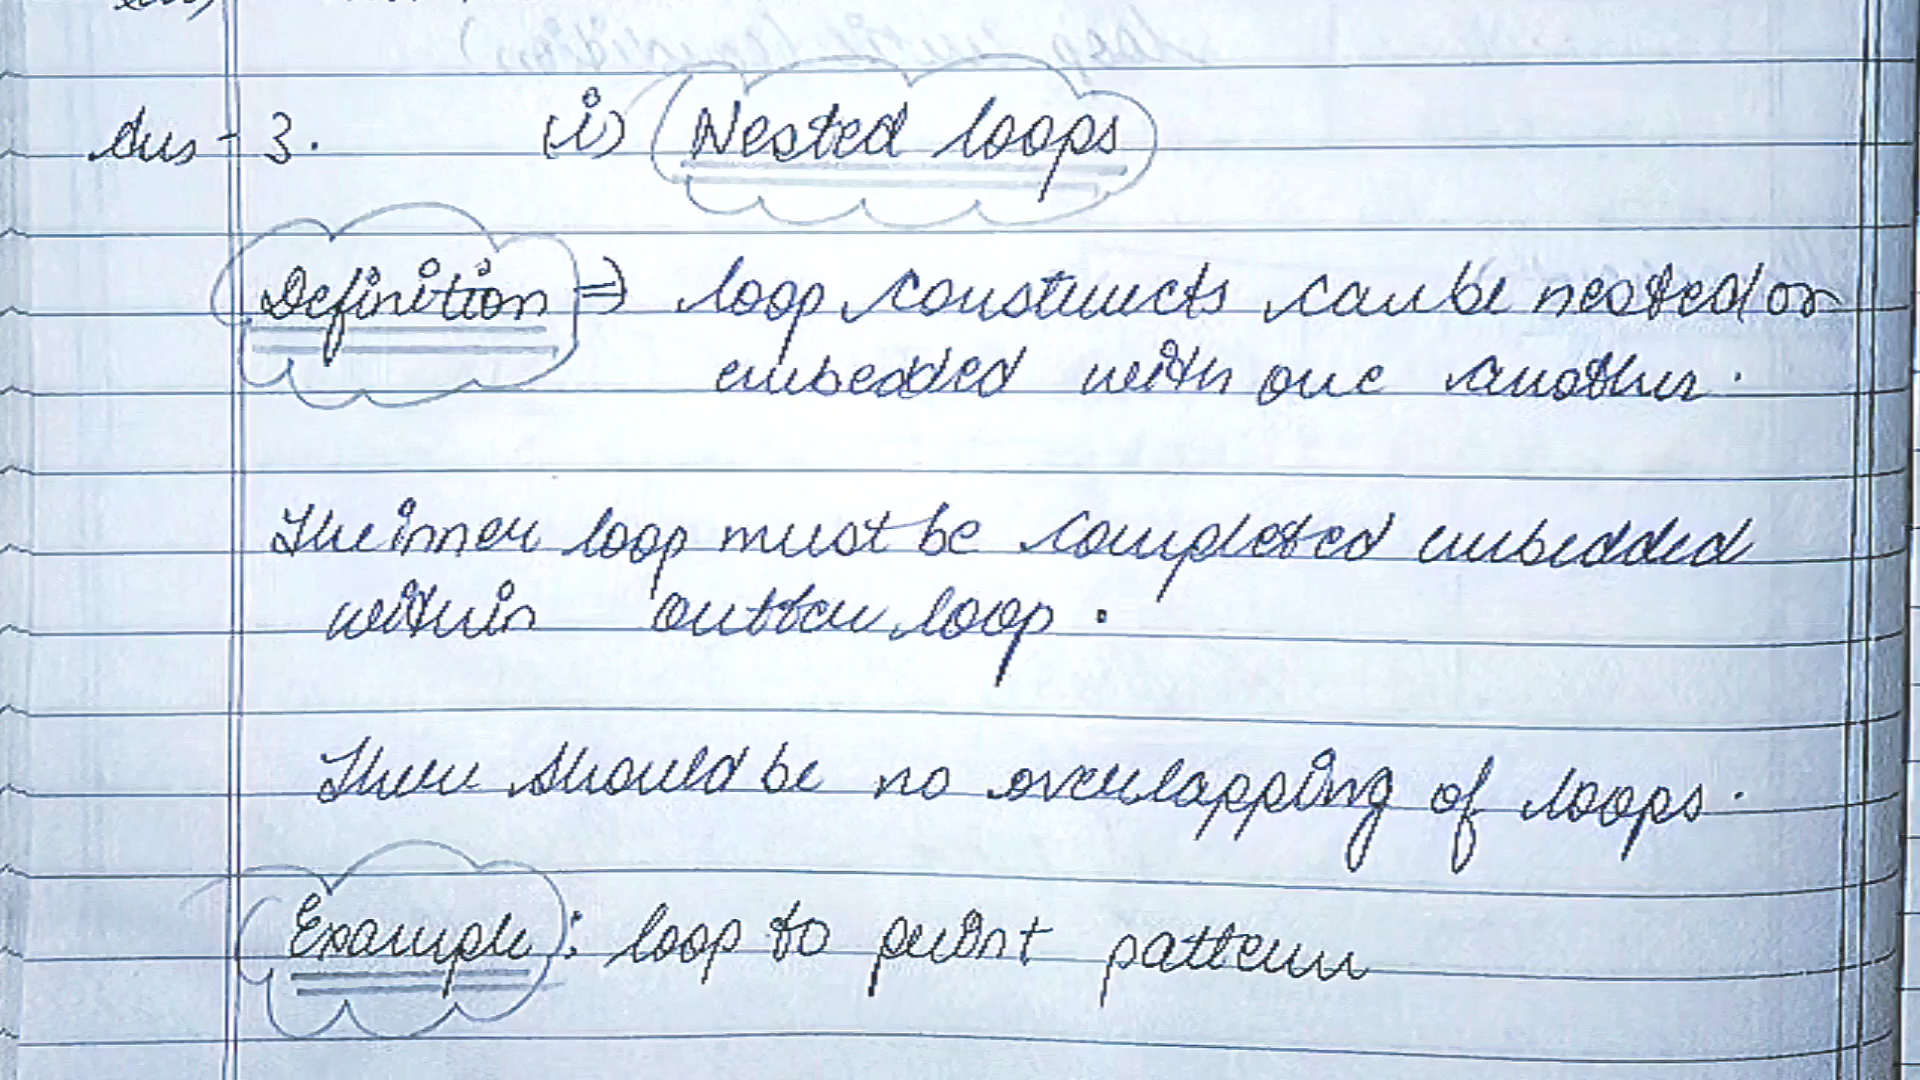 Ans - 3. (i) Nested loops
Definition => loop constructs can be nested or
embedded with one another.
The inner loop must be completed embedded
within outter loop.
There should be no overlapping of loops.
Example : loop to print pattern